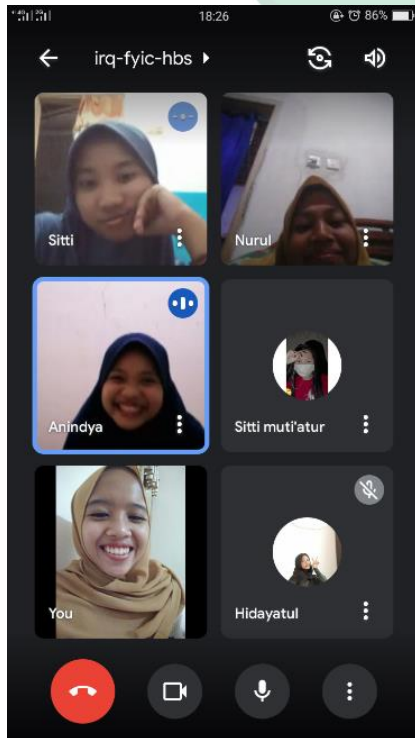 18:26
86%
irq-fyic-hbs
Sitti
Nurul
Anindya
Sitti muti'atur
You
Hidayatul